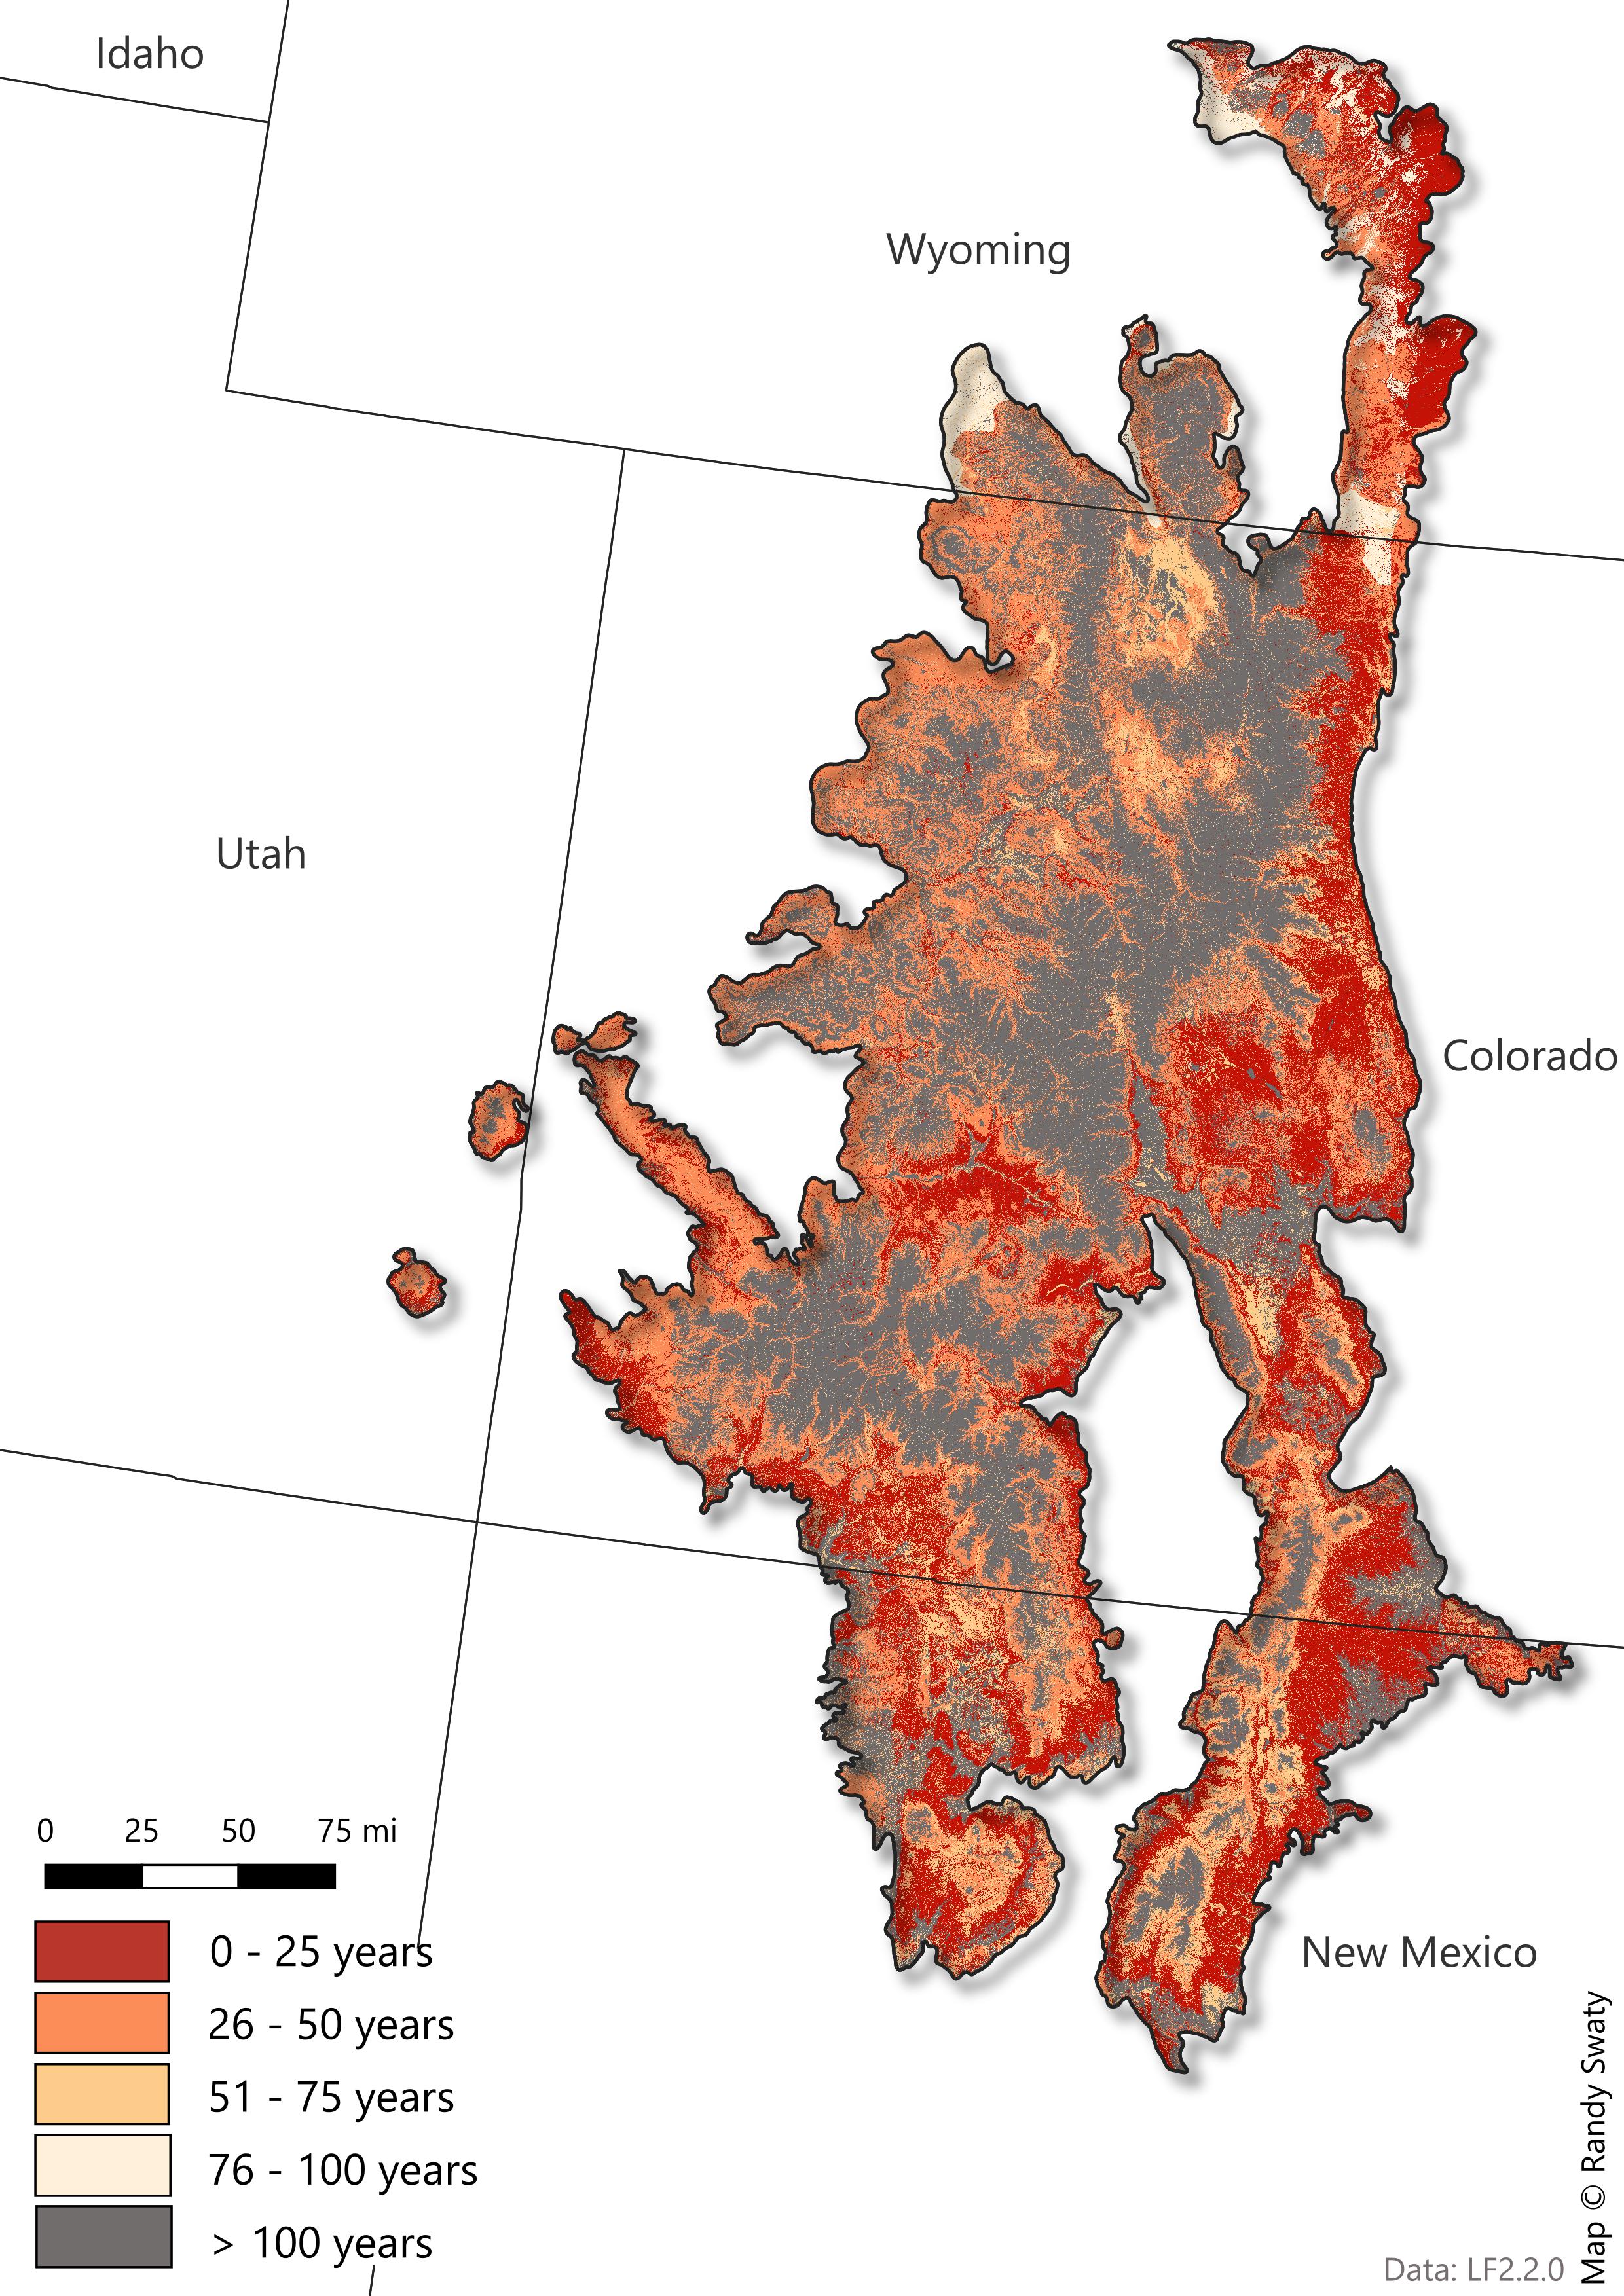 Idaho
Wyoming
Utah
Colorado
New Mexico
0 25 50 75 mi
0 - 25 years
26 - 50 years
51 - 75 years
76 - 100 years
> 100 years
Data: LF2.2.0
Map © Randy Swaty